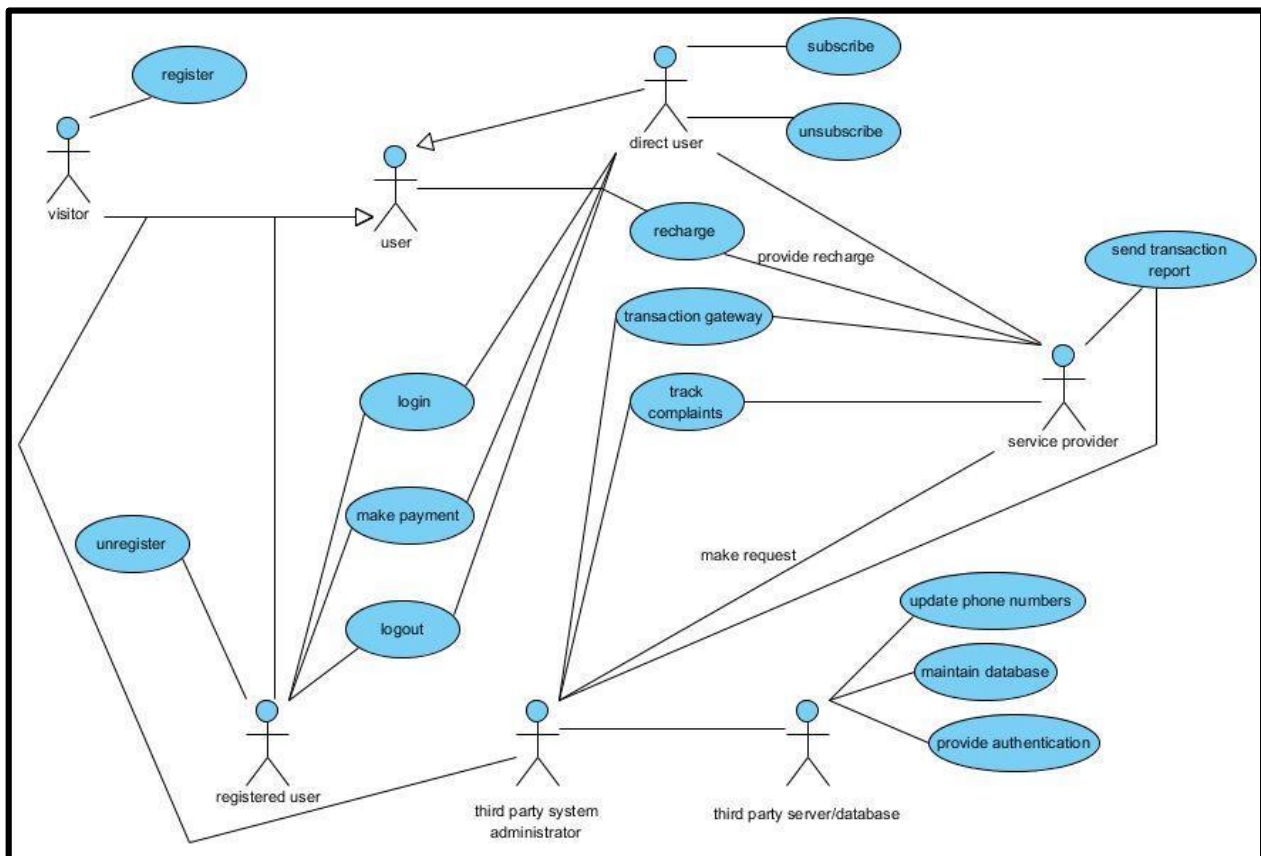 subscribe
register
unsubscribe
direct user
visitor
user
recharge
send transaction
report
provide recharge
transaction gateway
login
track
complaints
service provider
make payment
unregister
make request
update phone numbers
logout
maintain database
provide authentication
registered user
third party system
administrator
third party server/database